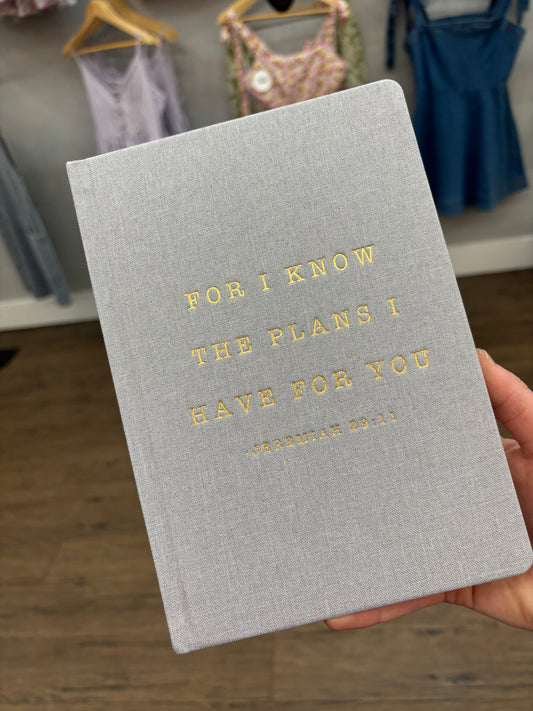 FOR I KNOW
THE PLANS I
HAVE FOR YOU
-JEREMIAH 29:11